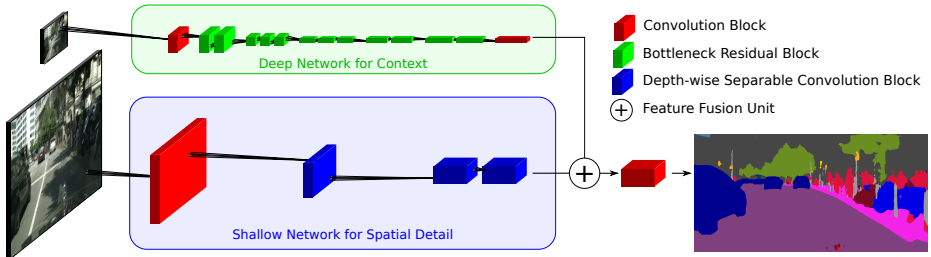 Deep Network for Context
Shallow Network for Spatial Detail
Convolution Block
Bottleneck Residual Block
Depth-wise Separable Convolution Block
Feature Fusion Unit